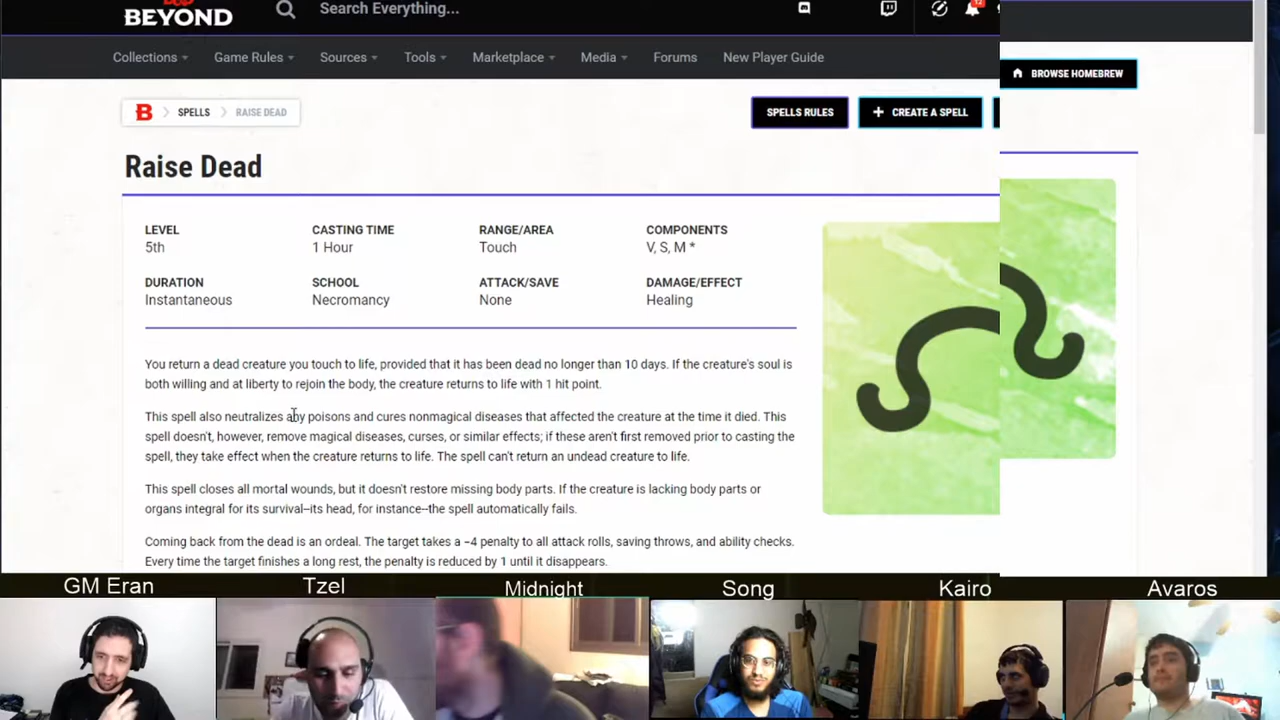 BEYOND
Search Everything...
Collections
Game Rules
Sources
Tools
Marketplace
Media
Forums
New Player Guide
BROWSE HOMEBREW
B
SPELLS
RAISE DEAD
SPELLS RULES
+ CREATE A SPELL
Raise Dead
LEVEL
CASTING TIME
RANGE/AREA
COMPONENTS
5th
1 Hour
Touch
V, S, M *
DURATION
SCHOOL
ATTACK/SAVE
DAMAGE/EFFECT
Instantaneous
Necromancy
None
Healing
You return a dead creature you touch to life, provided that it has been dead no longer than 10 days. If the creature's soul is
both willing and at liberty to rejoin the body, the creature returns to life with 1 hit point.
This spell also neutralizes any poisons and cures nonmagical diseases that affected the creature at the time it died. This
spell doesn't, however, remove magical diseases, curses, or similar effects; if these aren't first removed prior to casting the
spell, they take effect when the creature returns to life. The spell can't return an undead creature to life.
This spell closes all mortal wounds, but it doesn't restore missing body parts. If the creature is lacking body parts or
organs integral for its survival--its head, for instance--the spell automatically fails.
Coming back from the dead is an ordeal. The target takes a −4 penalty to all attack rolls, saving throws, and ability checks.
Every time the target finishes a long rest, the penalty is reduced by 1 until it disappears.
GM Eran
Tzel
Midnight
Song
Kairo
Avaros